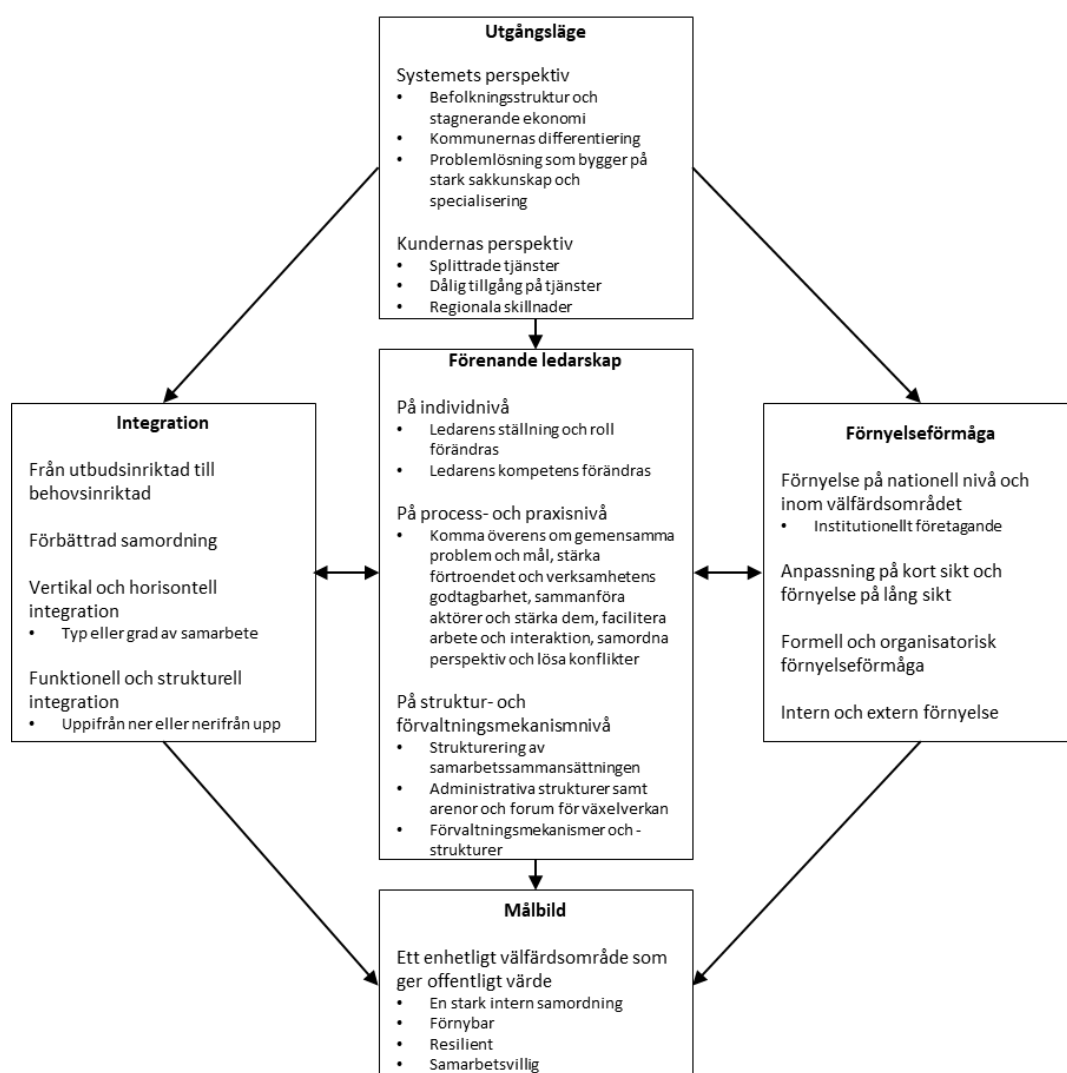 Utgångsläge
Systemets perspektiv
• Befolkningsstruktur och
stagnerande ekonomi
• Kommunernas differentiering
• Problemlösning som bygger på
stark sakkunskap och
specialisering
Kundernas perspektiv
• Splittrade tjänster
• Dålig tillgång på tjänster
• Regionala skillnader
Integration
Från utbudsinriktad till
behovsinriktad
Förbättrad samordning
Vertikal och horisontell
integration
• Typ eller grad av samarbete
Funktionell och strukturell
integration
• Uppifrån ner eller nerifrån upp
Förenande ledarskap
På individnivå
• Ledarens ställning och roll
förändras
• Ledarens kompetens förändras
På process- och praxisnivå
• Komma överens om gemensamma
problem och mål, stärka
förtroendet och verksamhetens
godtagbarhet, sammanföra
aktörer och stärka dem, facilitera
arbete och interaktion, samordna
perspektiv och lösa konflikter
På struktur- och
förvaltningsmekanismnivå
• Strukturering av
samarbetssammansättningen
• Administrativa strukturer samt
arenor och forum för växelverkan
• Förvaltningsmekanismer och -
strukturer
Förnyelseförmåga
Förnyelse på nationell nivå och
inom välfärdsområdet
• Institutionellt företagande
Anpassning på kort sikt och
förnyelse på lång sikt
Formell och organisatorisk
förnyelseförmåga
Intern och extern förnyelse
Målbild
Ett enhetligt välfärdsområde som
ger offentligt värde
• En stark intern samordning
• Förnybar
• Resilient
• Samarbetsvillig